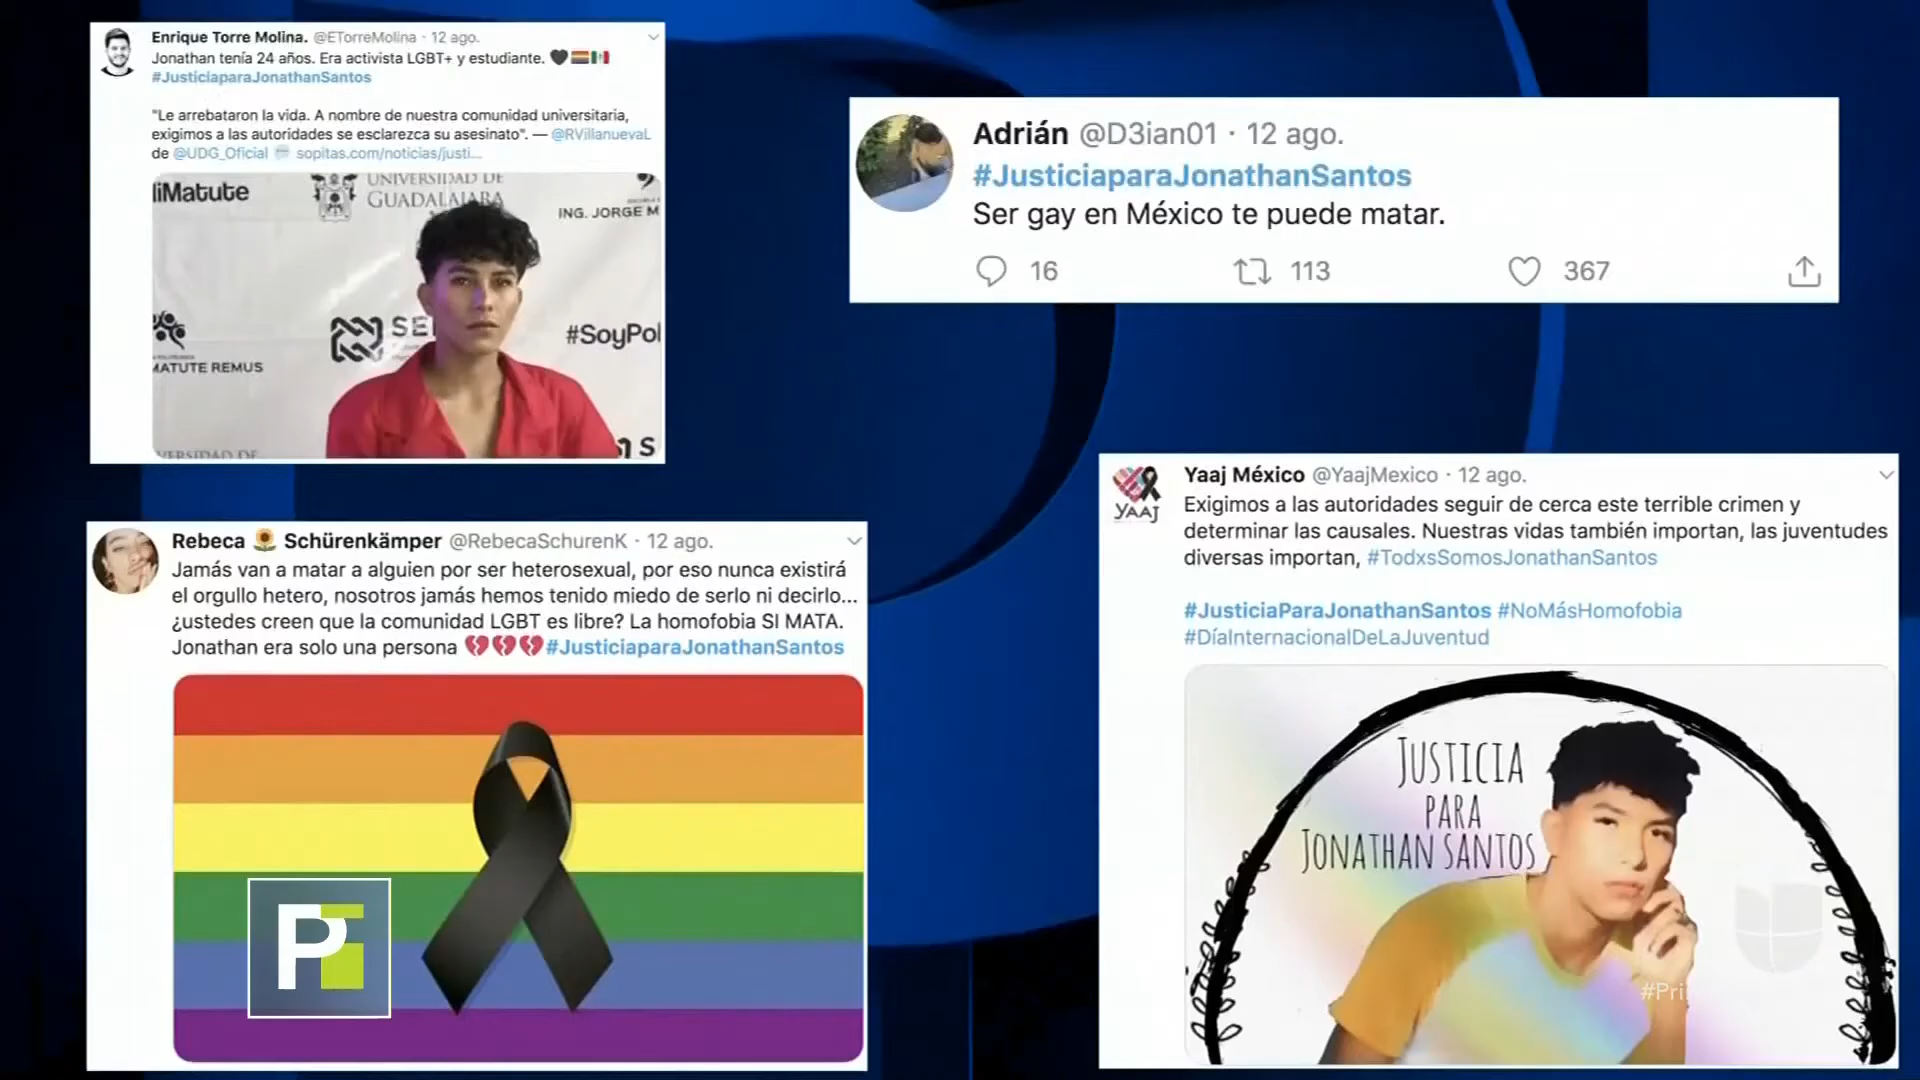 Enrique Torre Molina. @ETorreMolina · 12 ago.
Jonathan tenía 24 años. Era activista LGBT+ y estudiante. 🖤🏳️‍🌈🇲🇽
#JusticiaparaJonathanSantos
"Le arrebataron la vida. A nombre de nuestra comunidad universitaria,
exigimos a las autoridades se esclarezca su asesinato". — @RVillanuevaL
de @UDG_Oficial sopitas.com/noticias/justi...
liMatute
UNIVERSIDAD DE
GUADALAJARA
ING. JORGE M
SE
#SoyPol
MATUTE REMUS
VERSIDAD DE
Adrián @D3ian01 · 12 ago.
#JusticiaparaJonathanSantos
Ser gay en México te puede matar.
16 113 367
Rebeca 🌻 Schürenkämper @RebecaSchurenK · 12 ago.
Jamás van a matar a alguien por ser heterosexual, por eso nunca existirá
el orgullo hetero, nosotros jamás hemos tenido miedo de serlo ni decirlo...
¿ustedes creen que la comunidad LGBT es libre? La homofobia SI MATA.
Jonathan era solo una persona 💔💔💔#JusticiaparaJonathanSantos
P
YAAJ
Yaaj México @YaajMexico · 12 ago.
Exigimos a las autoridades seguir de cerca este terrible crimen y
determinar las causales. Nuestras vidas también importan, las juventudes
diversas importan, #TodxsSomosJonathanSantos
#JusticiaParaJonathanSantos #NoMásHomofobia
#DíaInternacionalDeLaJuventud
JUSTICIA
PARA
JONATHAN SANTOS
#Pri